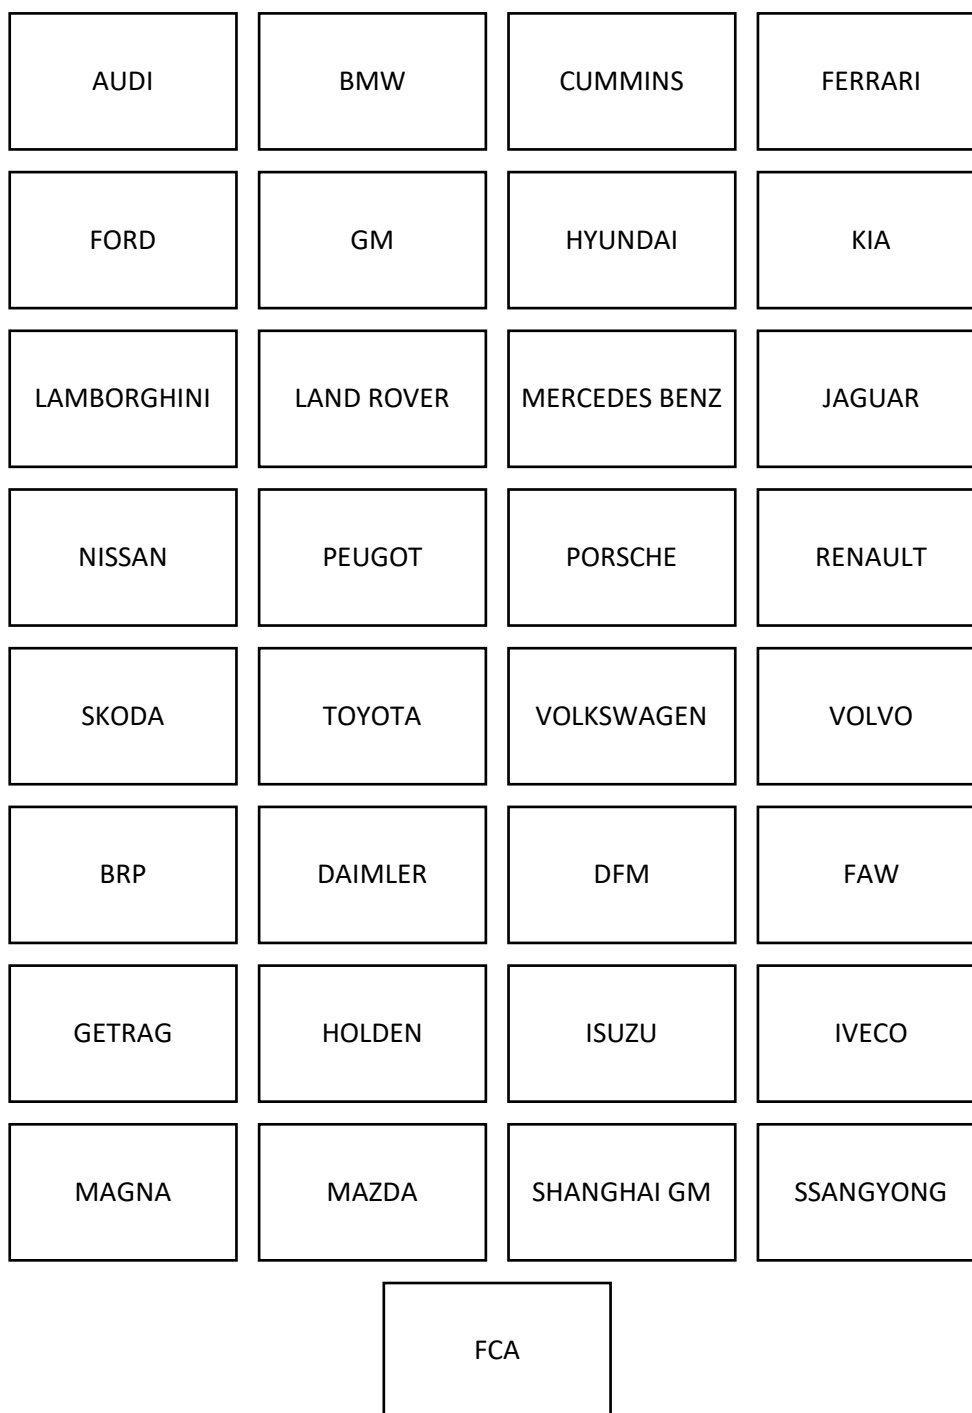 AUDI
BMW
CUMMINS
FERRARI
FORD
GM
HYUNDAI
KIA
LAMBORGHINI
LAND ROVER
MERCEDES BENZ
JAGUAR
NISSAN
PEUGOT
PORSCHE
RENAULT
SKODA
TOYOTA
VOLKSWAGEN
VOLVO
BRP
DAIMLER
DFM
FAW
GETRAG
HOLDEN
ISUZU
IVECO
MAGNA
MAZDA
SHANGHAI GM
SSANGYONG
FCA